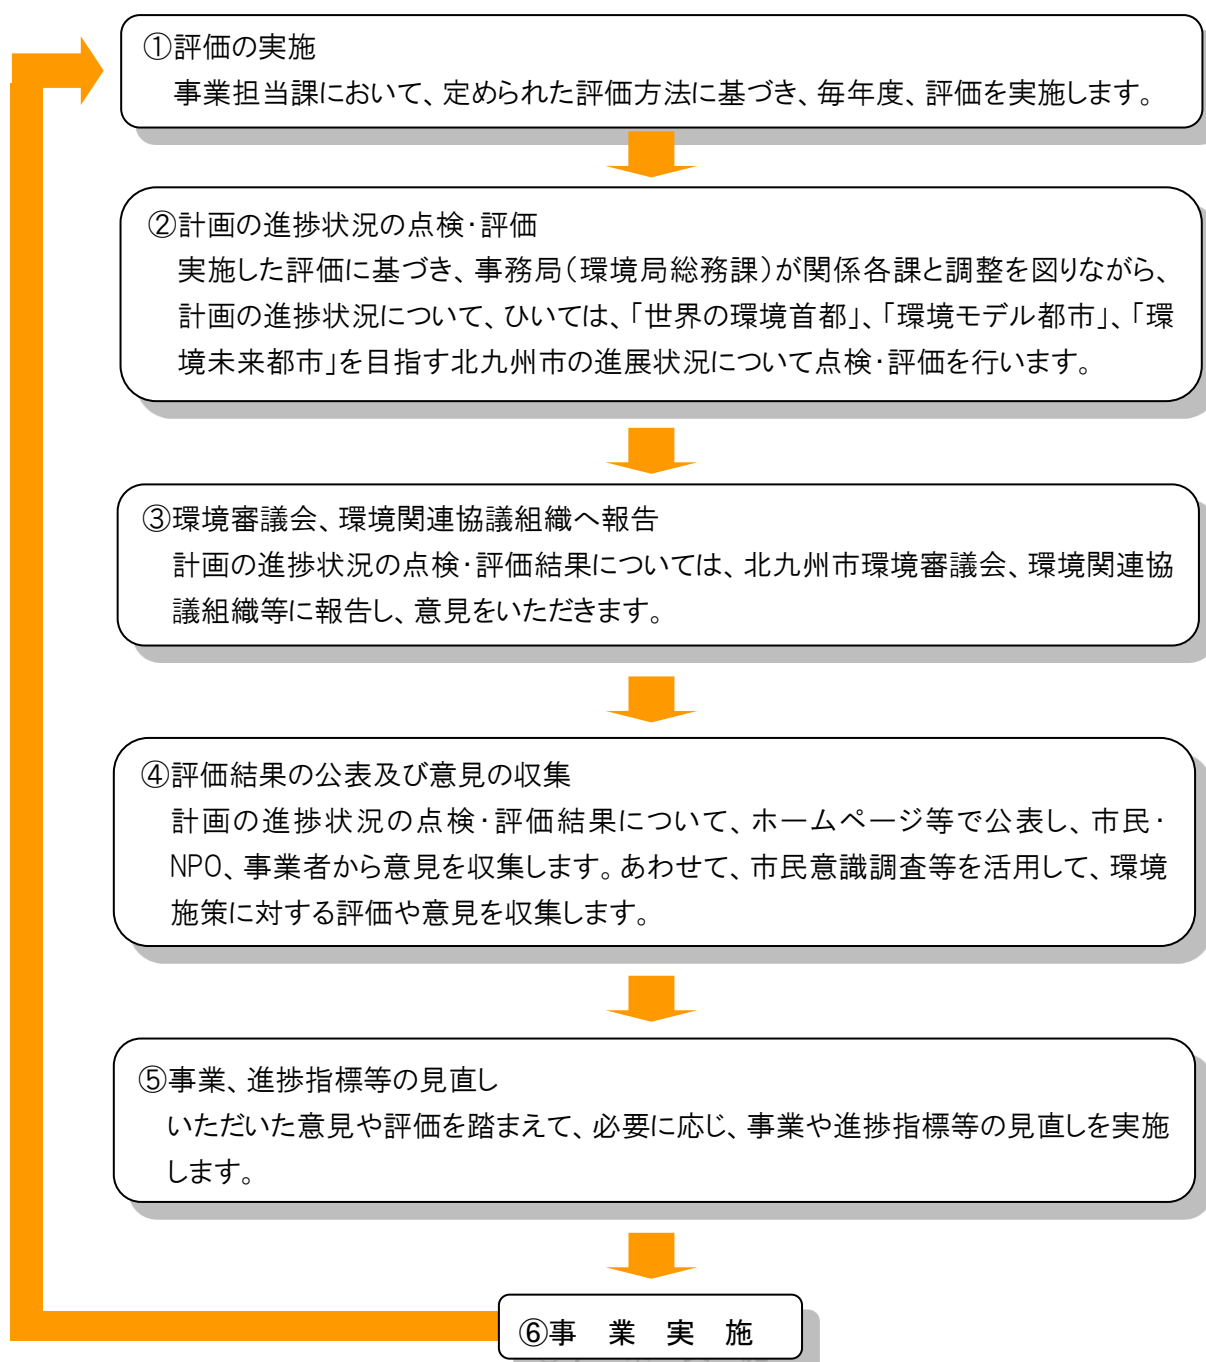 ①評価の実施
事業担当課において、定められた評価方法に基づき、毎年度、評価を実施します。
②計画の進捗状況の点検・評価
実施した評価に基づき、事務局(環境局総務課)が関係各課と調整を図りながら、
計画の進捗状況について、ひいては、「世界の環境首都」、「環境モデル都市」、「環
境未来都市」を目指す北九州市の進展状況について点検・評価を行います。
③環境審議会、環境関連協議組織へ報告
計画の進捗状況の点検・評価結果については、北九州市環境審議会、環境関連協
議組織等に報告し、意見をいただきます。
④評価結果の公表及び意見の収集
計画の進捗状況の点検・評価結果について、ホームページ等で公表し、市民・
NPO、事業者から意見を収集します。あわせて、市民意識調査等を活用して、環境
施策に対する評価や意見を収集します。
⑤事業、進捗指標等の見直し
いただいた意見や評価を踏まえて、必要に応じ、事業や進捗指標等の見直しを実施
します。
⑥事 業 実 施